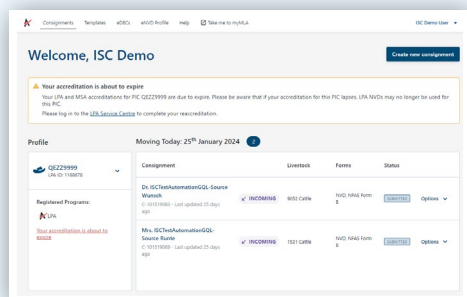 Consignments Templates eDECs eNVD Profile Help Take me to myMLA ISC Demo User
Welcome, ISC Demo
Create new consignment
Your accreditation is about to expire
Your LPA and MSA accreditations for PIC QEZZ9999 are due to expire. Please be aware that if your accreditation for this PIC lapses, LPA NVDs may no longer be used for
this PIC.
Please log in to the LPA Service Centre to complete your reaccreditation.
Profile
Moving Today: 25th January 2024 2
QEZZ9999
LPA ID: 1188878
Registered Programs:
LPA
Your accreditation is about to
expire
Consignment Livestock Forms Status
Dr. ISCTestAutomationGQL-Source
Wunsch
C-101519069 - Last updated 25 days
ago
INCOMING
9652 Cattle
NVD, NFAS Form
B
SUBMITTED
Options
Mrs. ISCTestAutomationGQL-
Source Runte
C-101519068 - Last updated 25 days
ago
INCOMING
1521 Cattle
NVD, NFAS Form
B
SUBMITTED
Options